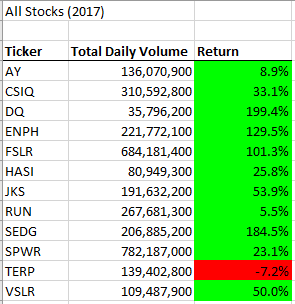 All Stocks (2017)
Ticker Total Daily Volume Return
AY 136,070,900 8.9%
CSIQ 310,592,800 33.1%
DQ 35,796,200 199.4%
ENPH 221,772,100 129.5%
FSLR 684,181,400 101.3%
HASI 80,949,300 25.8%
JKS 191,632,200 53.9%
RUN 267,681,300 5.5%
SEDG 206,885,200 184.5%
SPWR 782,187,000 23.1%
TERP 139,402,800 -7.2%
VSLR 109,487,900 50.0%